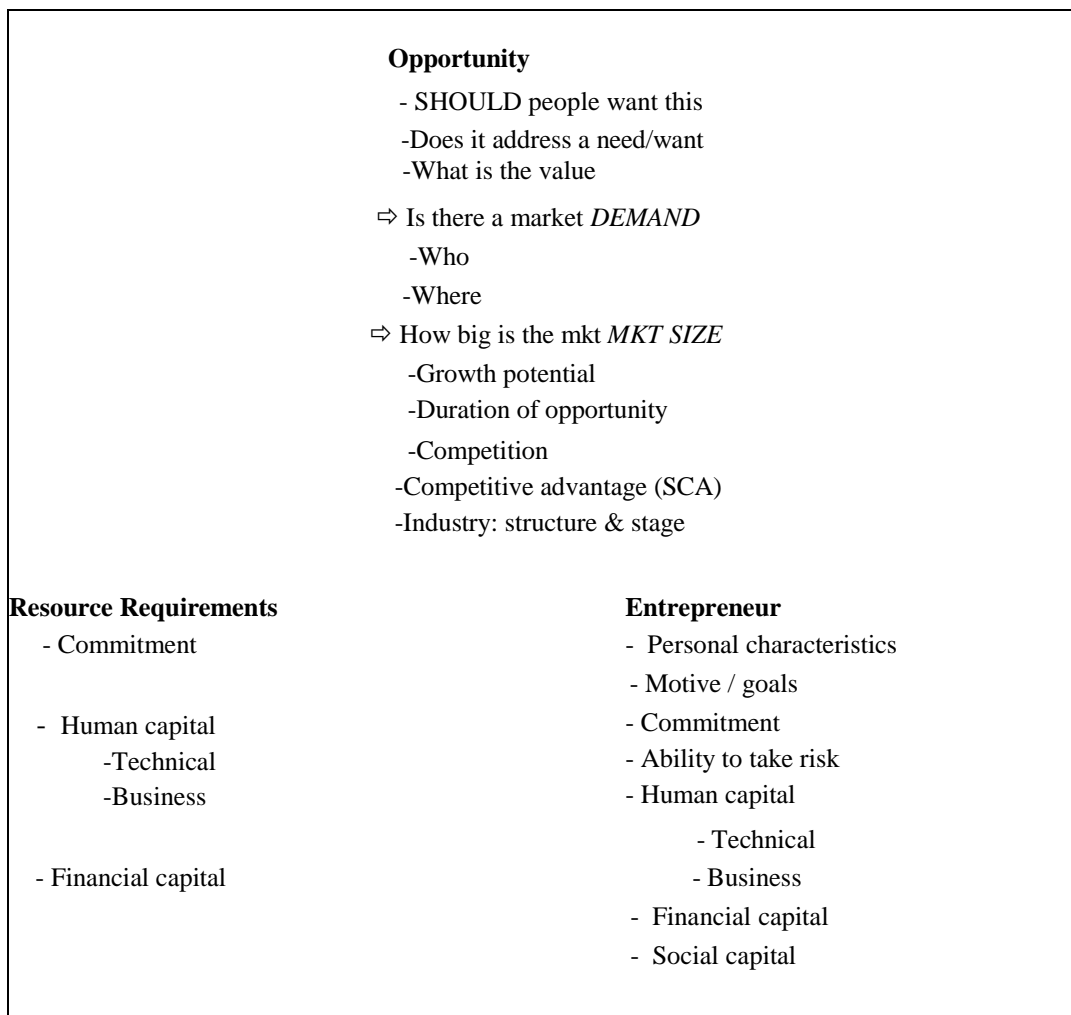 Opportunity
- SHOULD people want this
-Does it address a need/want
-What is the value
⇨ Is there a market DEMAND
-Who
-Where
⇨ How big is the mkt MKT SIZE
-Growth potential
-Duration of opportunity
-Competition
-Competitive advantage (SCA)
-Industry: structure & stage
Resource Requirements
- Commitment
- Human capital
-Technical
-Business
- Financial capital
Entrepreneur
- Personal characteristics
- Motive / goals
- Commitment
- Ability to take risk
- Human capital
- Technical
- Business
- Financial capital
- Social capital